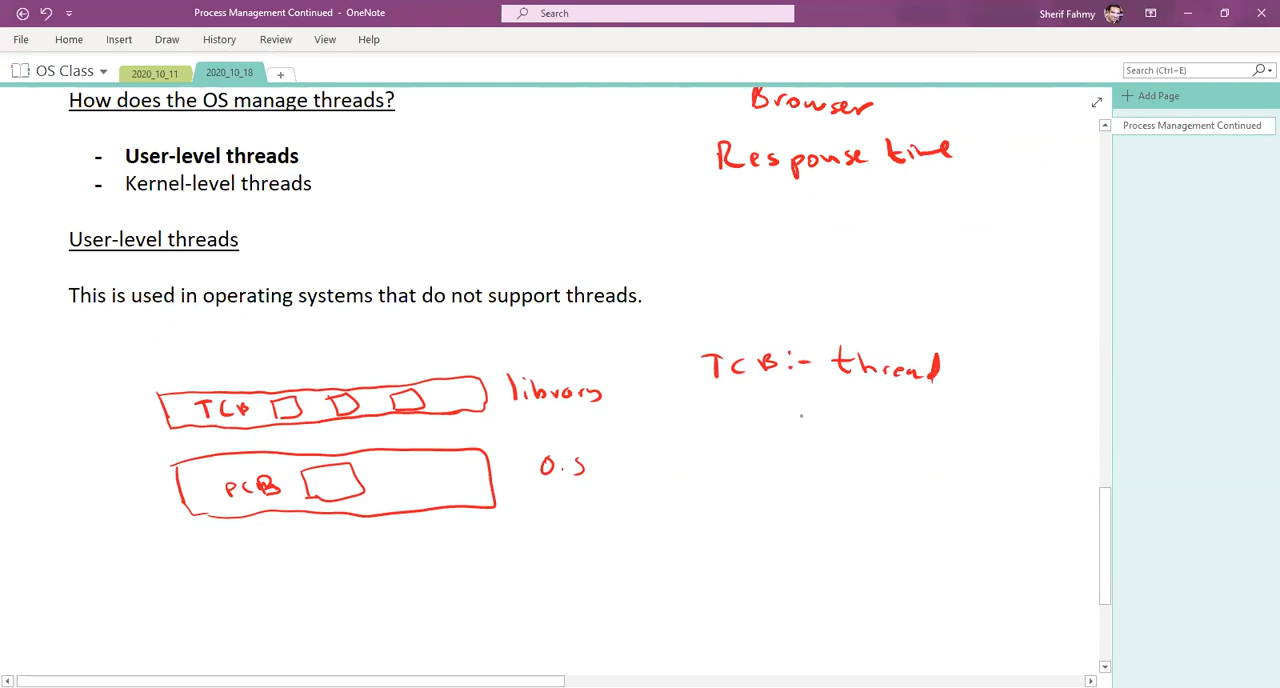 Process Management Continued - OneNote
Search
Sherif Fahmy
File Home Insert Draw History Review View Help
OS Class 2020_10_11 2020_10_18 +
Search (Ctrl+E)
Add Page
Process Management Continued
How does the OS manage threads?
Browser
Response time
- User-level threads
- Kernel-level threads
User-level threads
This is used in operating systems that do not support threads.
TCB:- thread
TCB library
PCB O.S